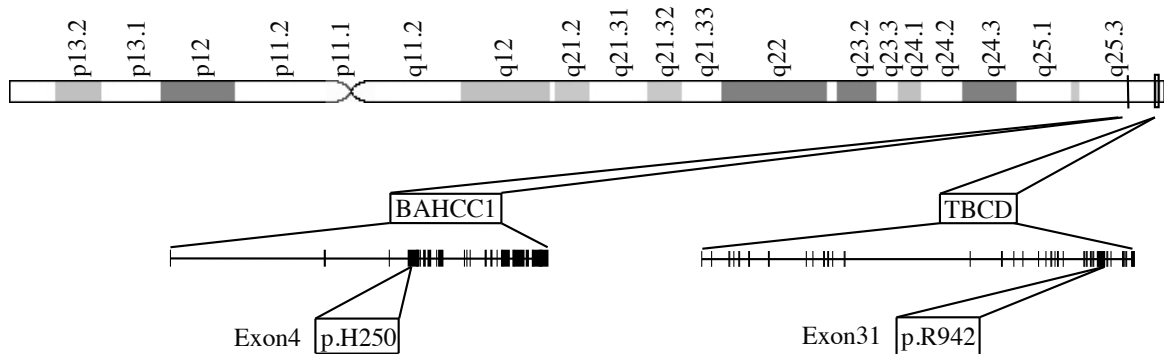 p13.2 p13.1 p12 p11.2 p11.1 q11.2 q12 q21.2 q21.31 q21.32 q21.33 q22 q23.2 q23.3 q24.1 q24.2 q24.3 q25.1 q25.3
BAHCC1 TBCD
Exon4 p.H250 Exon31 p.R942